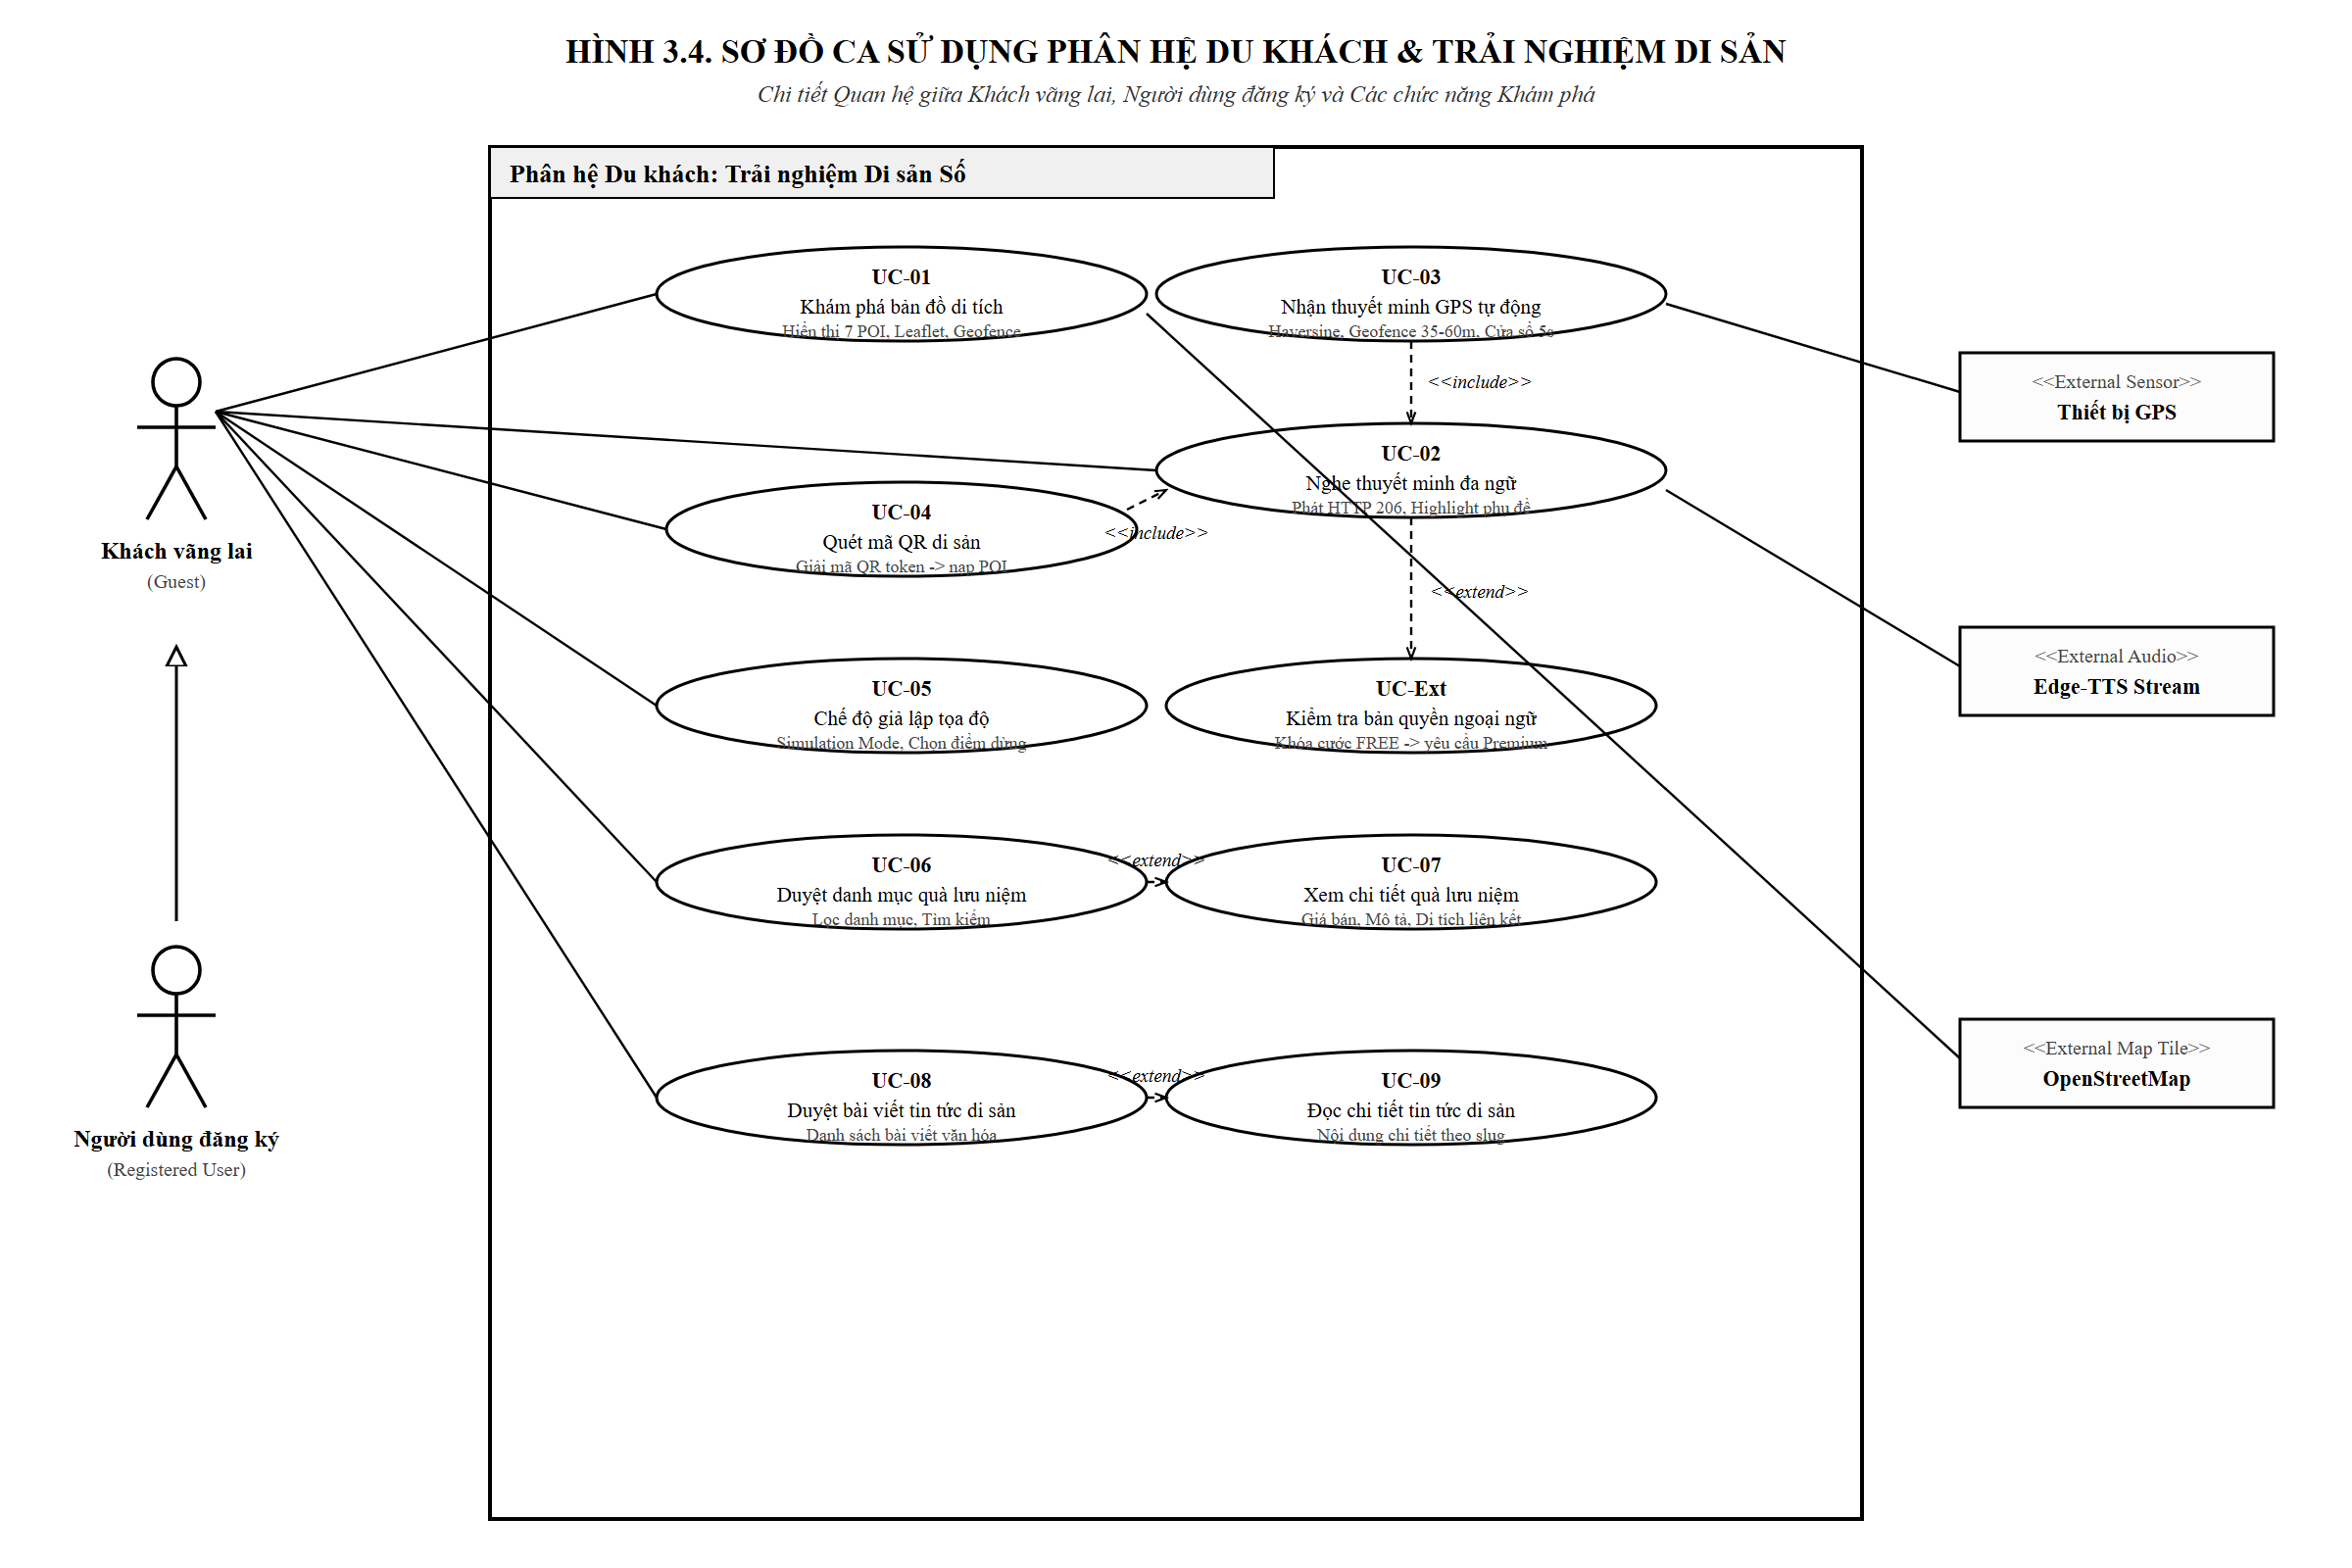 HÌNH 3.4. SƠ ĐỒ CA SỬ DỤNG PHÂN HỆ DU KHÁCH & TRẢI NGHIỆM DI SẢN
Chi tiết Quan hệ giữa Khách vãng lai, Người dùng đăng ký và Các chức năng Khám phá
Phân hệ Du khách: Trải nghiệm Di sản Số
UC-01
Khám phá bản đồ di tích
Hiển thị 7 POI, Leaflet, Geofence
UC-03
Nhận thuyết minh GPS tự động
Haversine, Geofence 35-60m, Cửa sổ 5s
<<External Sensor>>
Thiết bị GPS
<<include>>
UC-02
Nghe thuyết minh đa ngữ
Phát HTTP 206, Highlight phụ đề
UC-04
Quét mã QR di sản
Giải mã QR token -> nạp POI
<<include>>
Khách vãng lai
(Guest)
<<extend>>
<<External Audio>>
Edge-TTS Stream
UC-05
Chế độ giả lập tọa độ
Simulation Mode, Chọn điểm dừng
UC-Ext
Kiểm tra bản quyền ngoại ngữ
Khóa cước FREE -> yêu cầu Premium
UC-06
Duyệt danh mục quà lưu niệm
Lọc danh mục, Tìm kiếm
<<extend>>
UC-07
Xem chi tiết quà lưu niệm
Giá bán, Mô tả, Di tích liên kết
<<External Map Tile>>
OpenStreetMap
UC-08
Duyệt bài viết tin tức di sản
Danh sách bài viết văn hóa
<<extend>>
UC-09
Đọc chi tiết tin tức di sản
Nội dung chi tiết theo slug
Người dùng đăng ký
(Registered User)